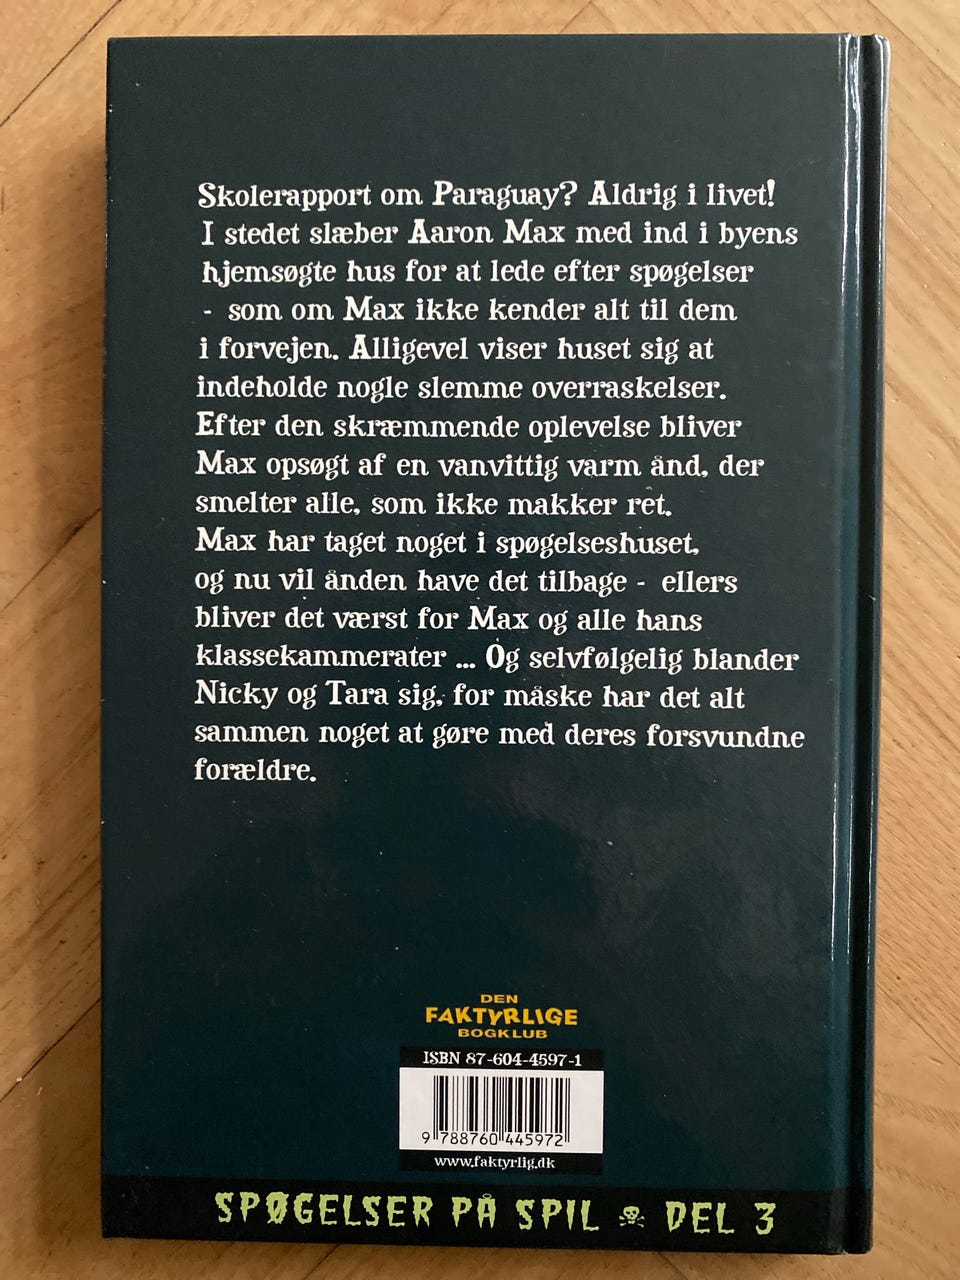 Skolerapport om Paraguay? Aldrig i livet!
I stedet slæber Aaron Max med ind i byens
hjemsøgte hus for at lede efter spøgelser
- som om Max ikke kender alt til dem
i forvejen. Alligevel viser huset sig at
indeholde nogle slemme overraskelser.
Efter den skræmmende oplevelse bliver
Max opsøgt af en vanvittig varm ånd, der
smelter alle, som ikke makker ret.
Max har taget noget i spøgelseshuset,
og nu vil ånden have det tilbage - ellers
bliver det værst for Max og alle hans
klassekammerater ... Og selvfølgelig blander
Nicky og Tara sig, for måske har det alt
sammen noget at gøre med deres forsvundne
forældre.
DEN
FAKTYRLIGE
BOGKLUB
ISBN 87-604-4597-1
9 788760 445972
www.faktyrlig.dk
SPØGELSER PÅ SPIL DEL 3